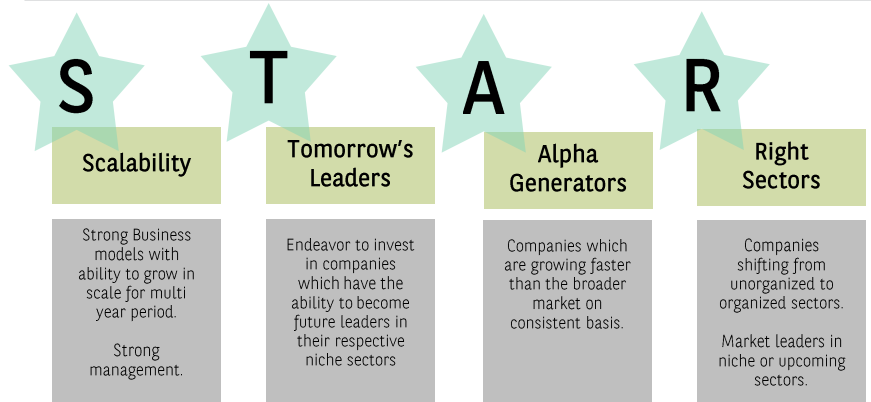 S
T
A
R
Scalability
Tomorrow's
Leaders
Alpha
Generators
Right
Sectors
Strong Business
models with
ability to grow in
scale for multi
year period.
Strong
management.
Endeavor to invest
in companies
which have the
ability to become
future leaders in
their respective
niche sectors
Companies which
are growing faster
than the broader
market on
consistent basis.
Companies
shifting from
unorganized to
organized sectors.
Market leaders in
niche or upcoming
sectors.